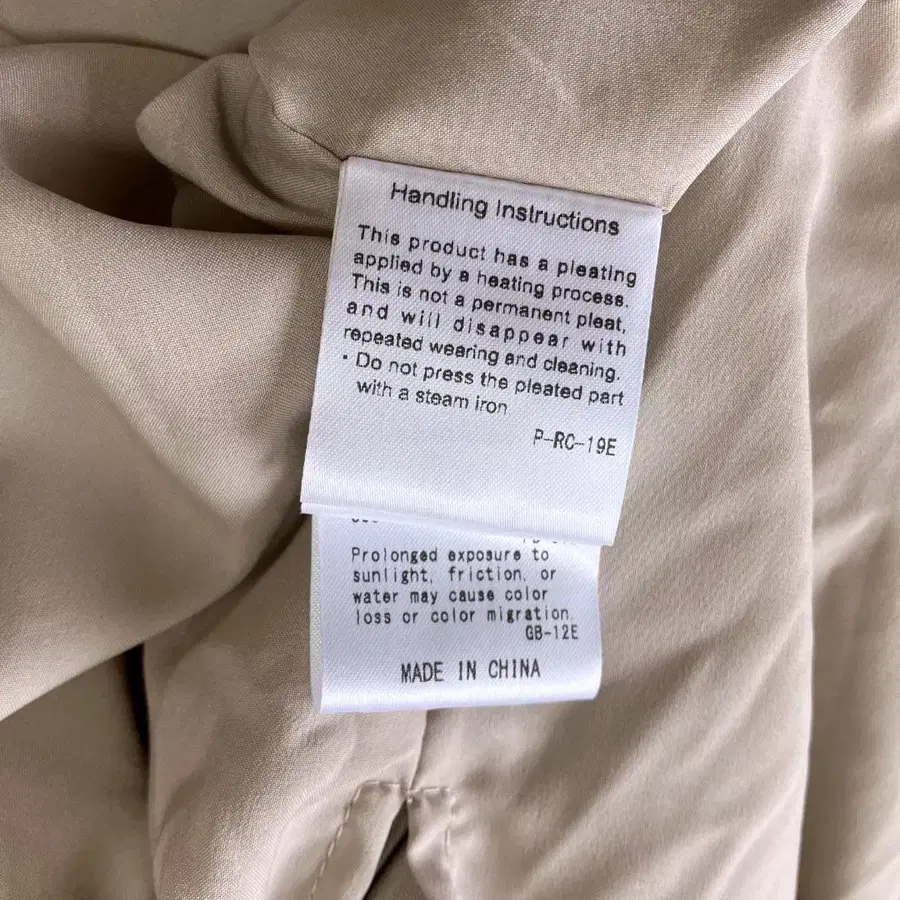 Handling Instructions
This product has a pleating
applied by a heating process.
This is not a permanent pleat,
and will disappear with
repeated wearing and cleaning.
・Do not press the pleated part
with a steam iron
P-RC-19E
Prolonged exposure to
sunlight, friction, or
water may cause color
loss or color migration.
GB-12E
MADE IN CHINA